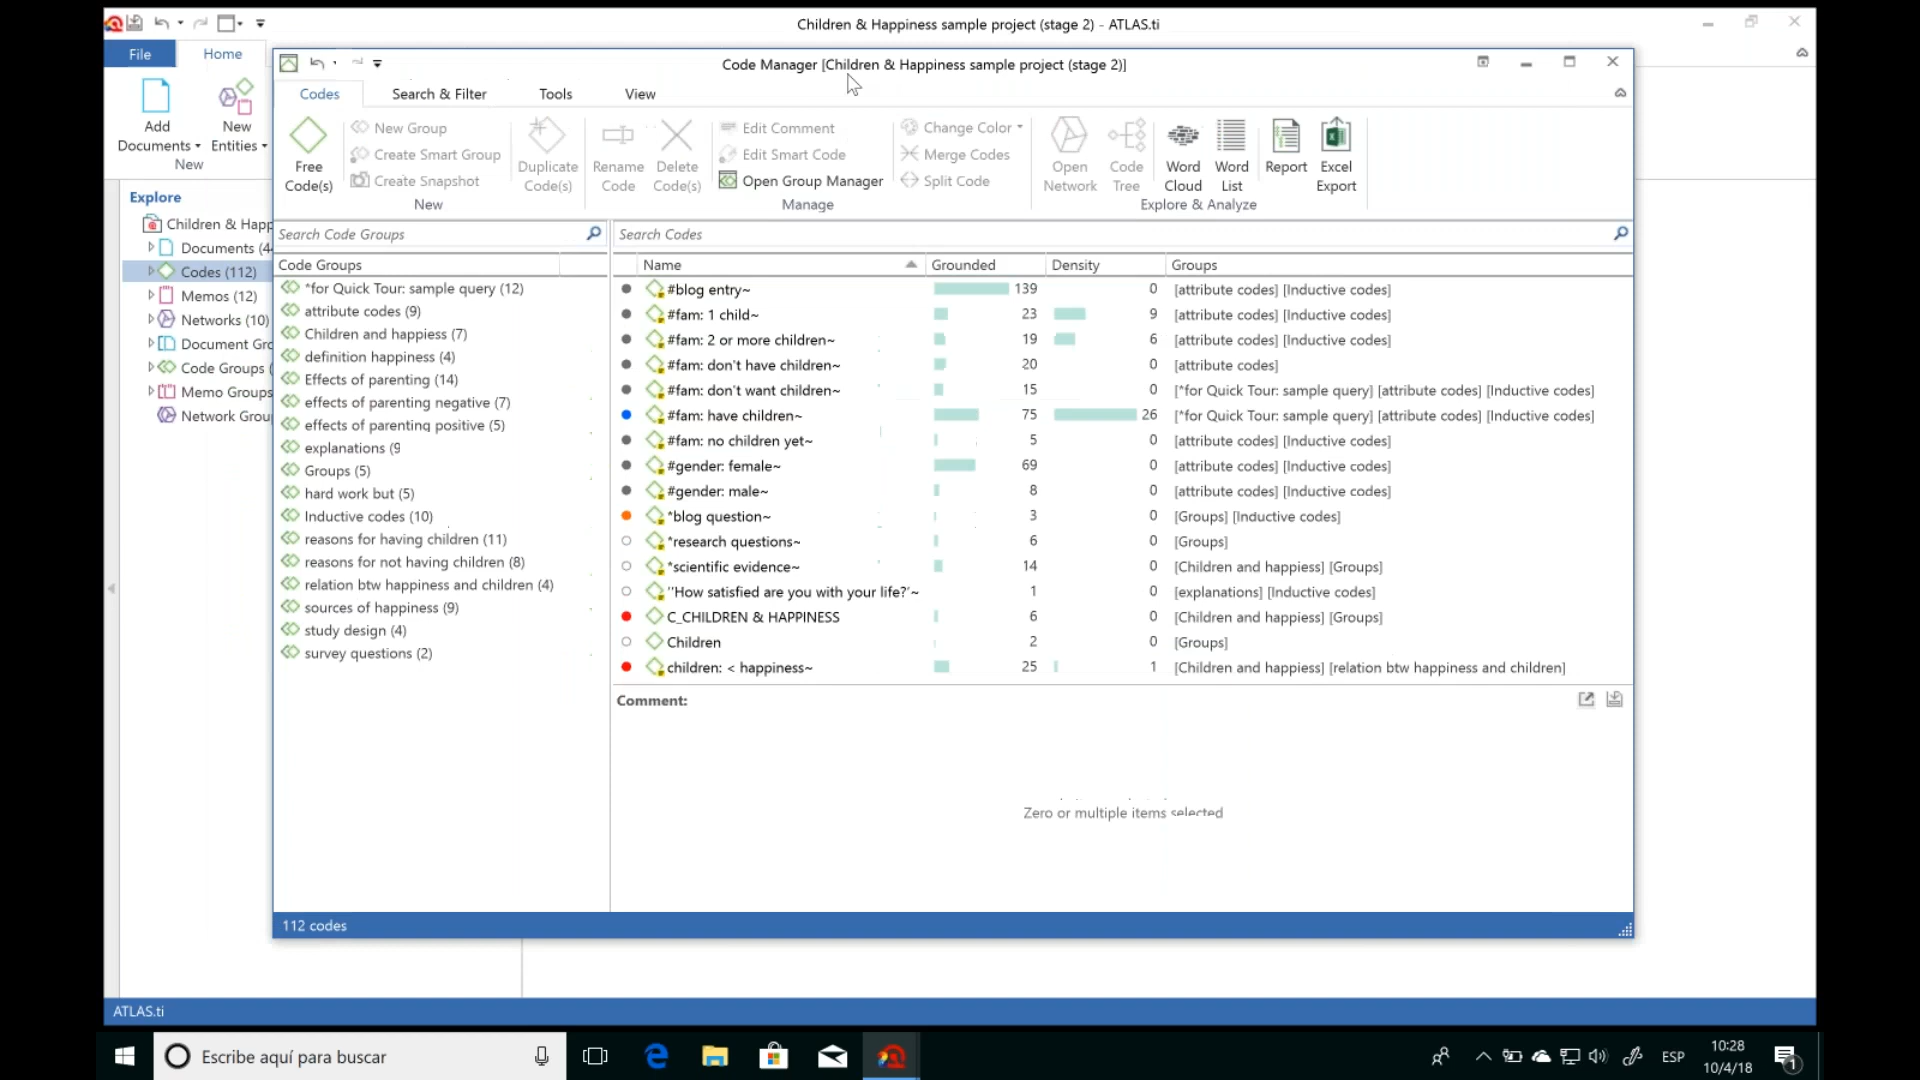 Children & Happiness sample project (stage 2) - ATLAS.ti
File
Home
Add Documents
New Entities
New
Explore
Children & Happ
Documents (4
Codes (112)
Memos (12)
Networks (10)
Document Gro
Code Groups (
Memo Groups
Network Grou
Code Manager [Children & Happiness sample project (stage 2)]
Codes
Search & Filter
Tools
View
Free Code(s)
New Group
Create Smart Group
Create Snapshot
New
Duplicate Code(s)
Rename Code
Delete Code(s)
Edit Comment
Edit Smart Code
Open Group Manager
Manage
Change Color
Merge Codes
Split Code
Open Network
Code Tree
Word Cloud
Word List
Report
Excel Export
Explore & Analyze
Search Code Groups
Search Codes
Code Groups
*for Quick Tour: sample query (12)
attribute codes (9)
Children and happiess (7)
definition happiness (4)
Effects of parenting (14)
effects of parenting negative (7)
effects of parenting positive (5)
explanations (9
Groups (5)
hard work but (5)
Inductive codes (10)
reasons for having children (11)
reasons for not having children (8)
relation btw happiness and children (4)
sources of happiness (9)
study design (4)
survey questions (2)
Name Grounded Density Groups
#blog entry~ 139 0 [attribute codes] [Inductive codes]
#fam: 1 child~ 23 9 [attribute codes] [Inductive codes]
#fam: 2 or more children~ 19 6 [attribute codes] [Inductive codes]
#fam: don't have children~ 20 0 [attribute codes]
#fam: don't want children~ 15 0 [*for Quick Tour: sample query] [attribute codes] [Inductive codes]
#fam: have children~ 75 26 [*for Quick Tour: sample query] [attribute codes] [Inductive codes]
#fam: no children yet~ 5 0 [attribute codes] [Inductive codes]
#gender: female~ 69 0 [attribute codes] [Inductive codes]
#gender: male~ 8 0 [attribute codes] [Inductive codes]
*blog question~ 3 0 [Groups] [Inductive codes]
*research questions~ 6 0 [Groups]
*scientific evidence~ 14 0 [Children and happiess] [Groups]
''How satisfied are you with your life?'~ 1 0 [explanations] [Inductive codes]
C_CHILDREN & HAPPINESS 6 0 [Children and happiess] [Groups]
Children 2 0 [Groups]
children: < happiness~ 25 1 [Children and happiess] [relation btw happiness and children]
Comment:
Zero or multiple items selected
112 codes
ATLAS.ti
Escribe aquí para buscar
ESP
10:28
10/4/18
1